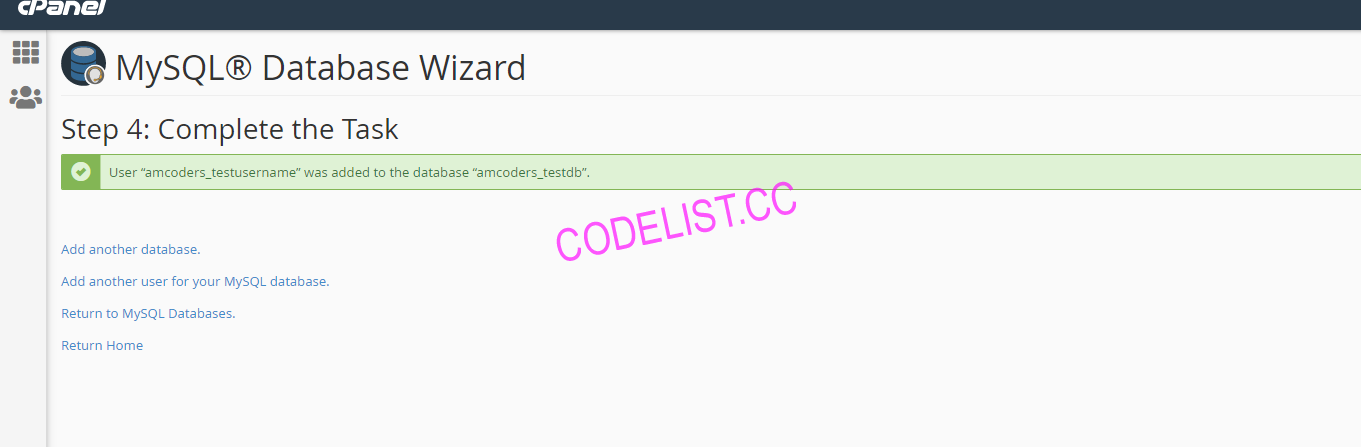 cPanel
MySQL® Database Wizard
Step 4: Complete the Task
User “amcoders_testusername” was added to the database “amcoders_testdb”.
CODELIST.CC
Add another database.
Add another user for your MySQL database.
Return to MySQL Databases.
Return Home